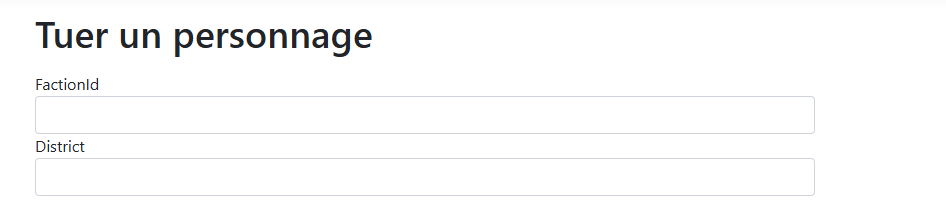 Tuer un personnage
FactionId
District